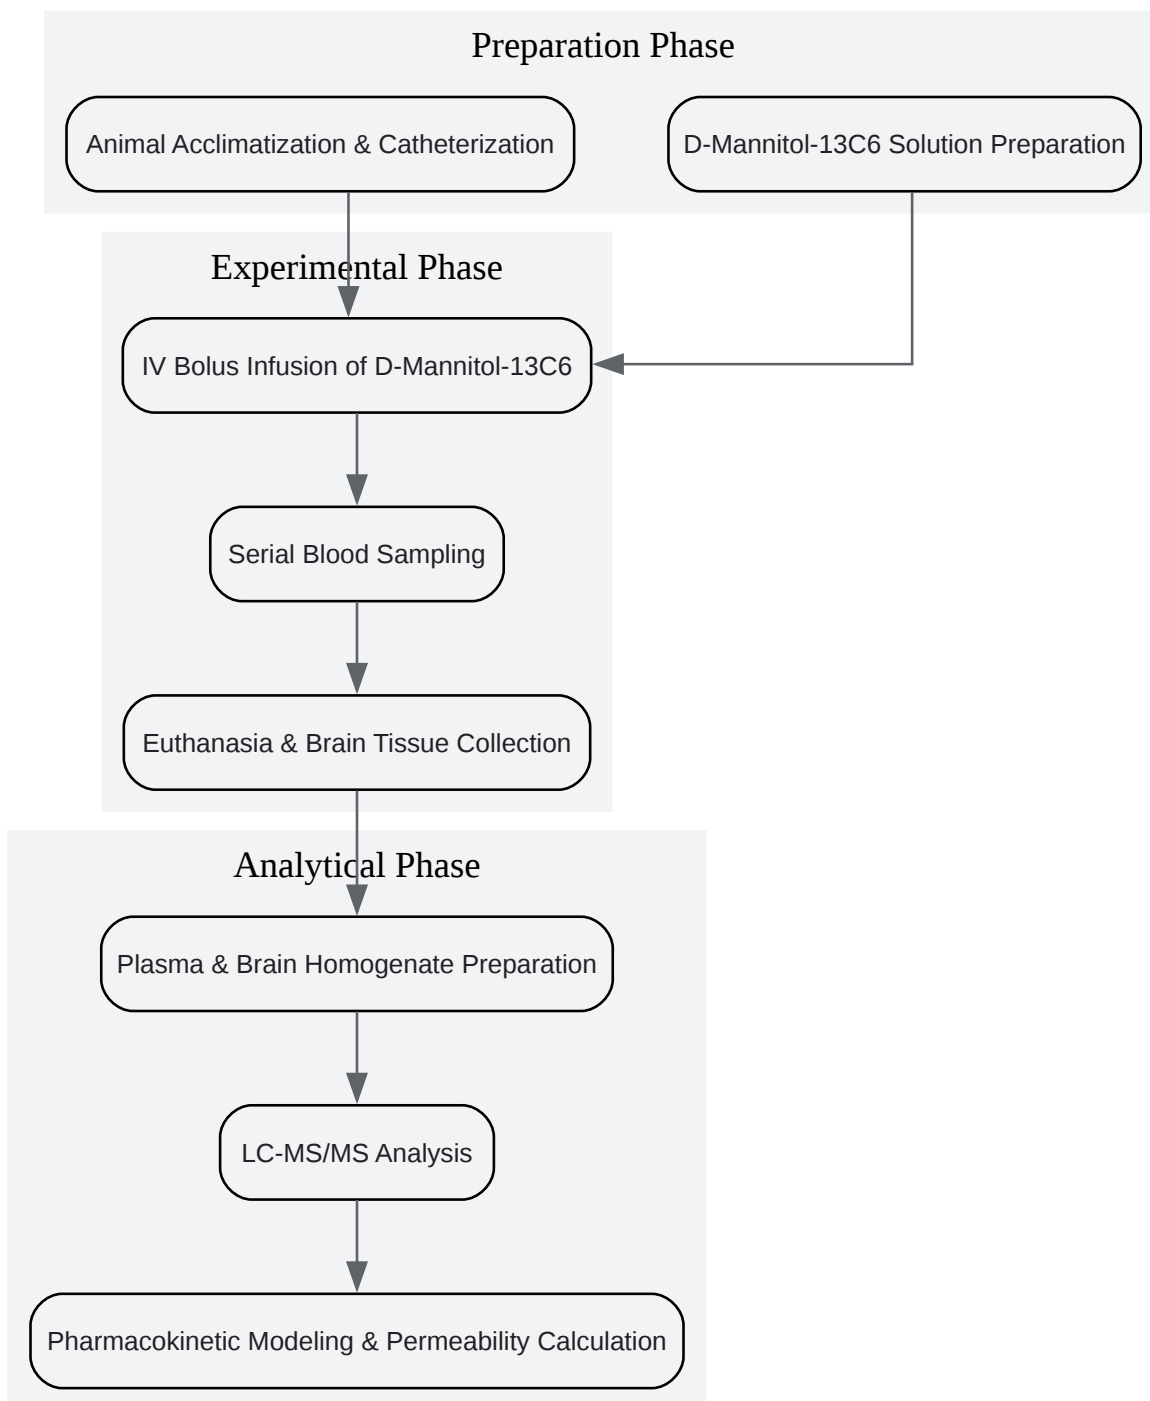 Preparation Phase
Animal Acclimatization & Catheterization
D-Mannitol-13C6 Solution Preparation
Experimental Phase
IV Bolus Infusion of D-Mannitol-13C6
Serial Blood Sampling
Euthanasia & Brain Tissue Collection
Analytical Phase
Plasma & Brain Homogenate Preparation
LC-MS/MS Analysis
Pharmacokinetic Modeling & Permeability Calculation